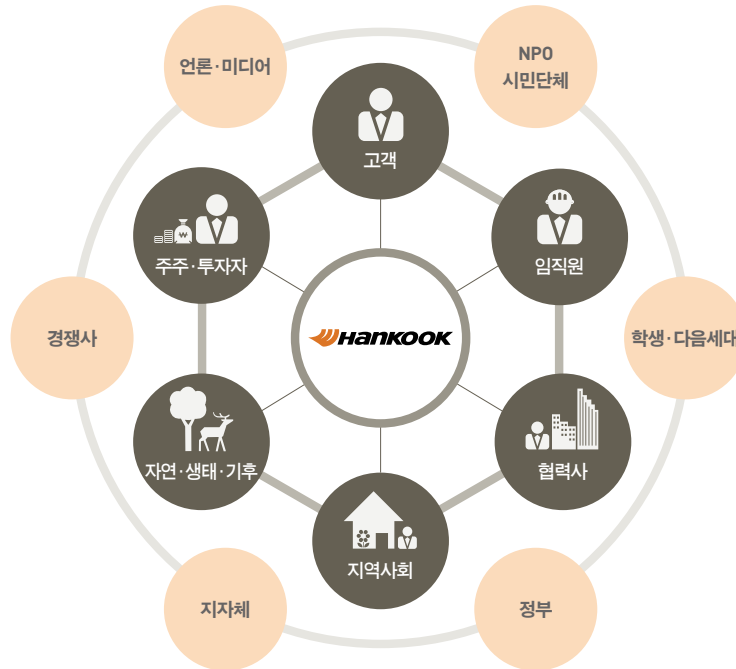 언론·미디어
NPO
시민단체
고객
주주·투자자
임직원
경쟁사
HANKOOK
학생·다음세대
자연·생태·기후
협력사
지역사회
지자체
정부